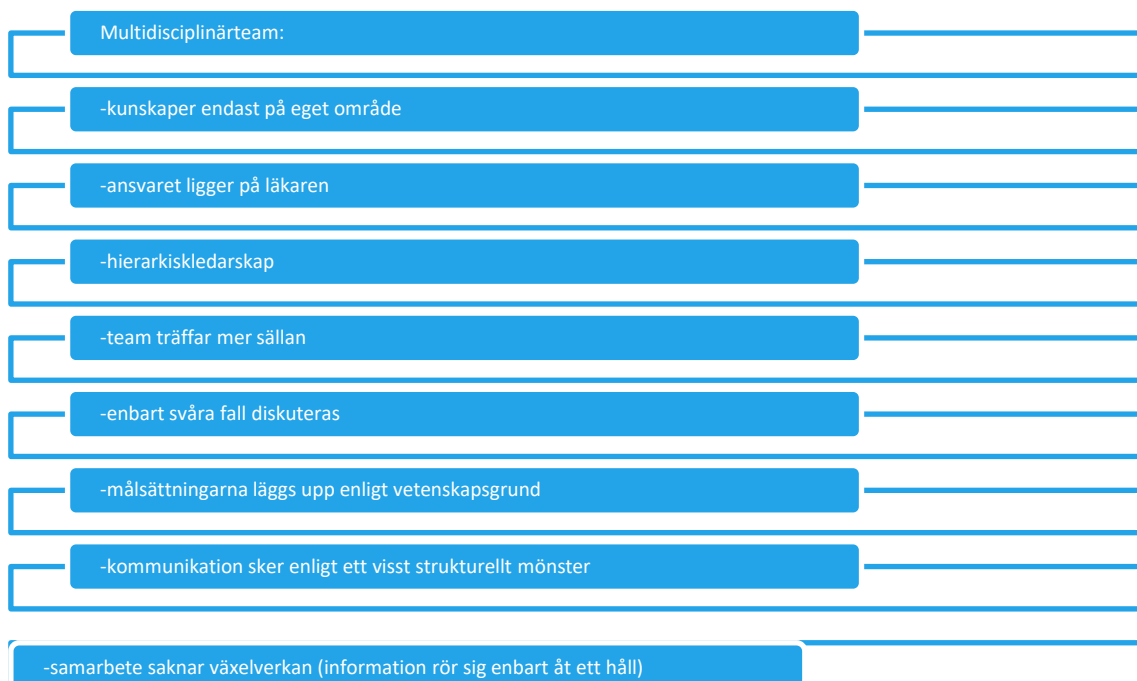 Multidisciplinärteam:
-kunskaper endast på eget område
-ansvaret ligger på läkaren
-hierarkiskledarskap
-team träffar mer sällan
-enbart svåra fall diskuteras
-målsättningarna läggs upp enligt vetenskapsgrund
-kommunikation sker enligt ett visst strukturellt mönster
-samarbete saknar växelverkan (information rör sig enbart åt ett håll)